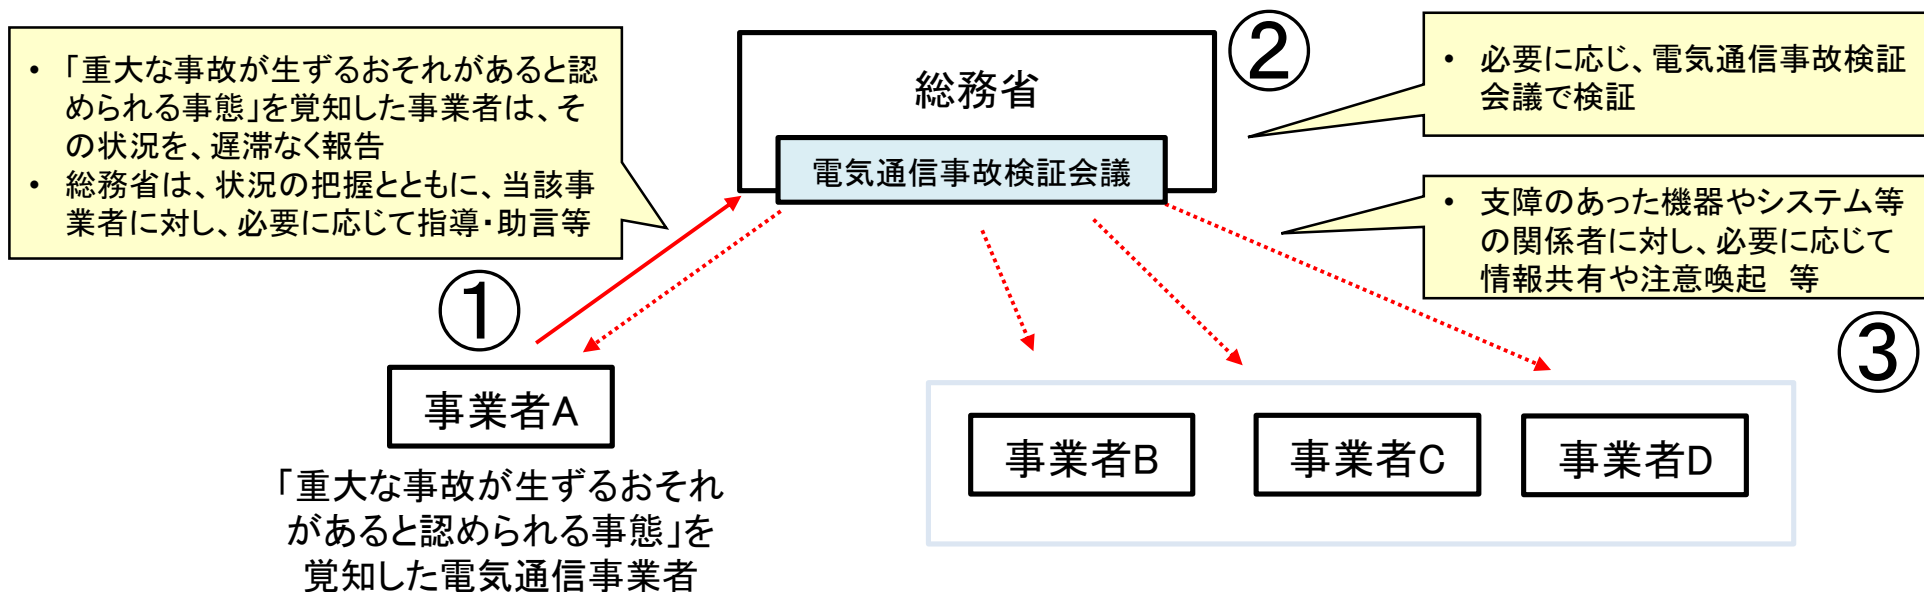 • 「重大な事故が生ずるおそれがあると認
められる事態」を覚知した事業者は、そ
の状況を、遅滞なく報告
• 総務省は、状況の把握とともに、当該事
業者に対し、必要に応じて指導・助言等
①
総務省
電気通信事故検証会議
②
• 必要に応じ、電気通信事故検証
会議で検証
• 支障のあった機器やシステム等
の関係者に対し、必要に応じて
情報共有や注意喚起　等
③
事業者A
「重大な事故が生ずるおそれ
があると認められる事態」を
覚知した電気通信事業者
事業者B
事業者C
事業者D